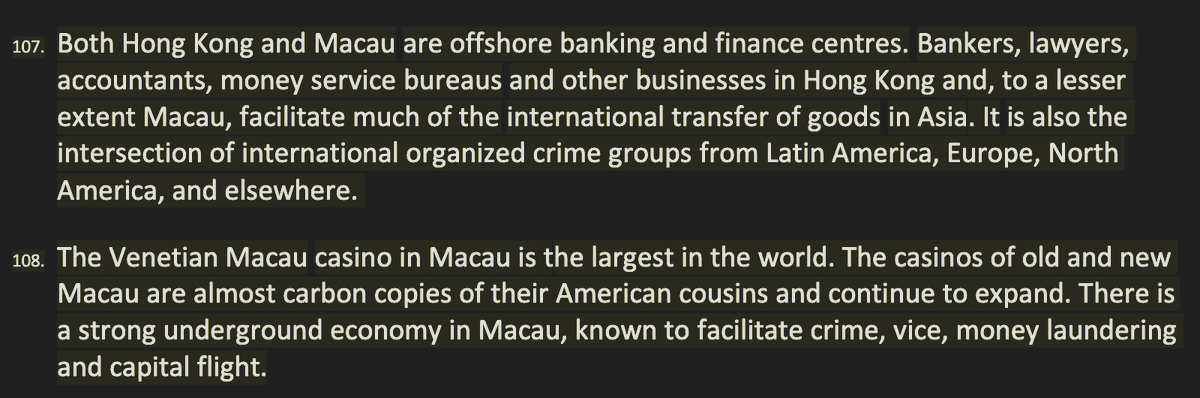 107. Both Hong Kong and Macau are offshore banking and finance centres. Bankers, lawyers,
accountants, money service bureaus and other businesses in Hong Kong and, to a lesser
extent Macau, facilitate much of the international transfer of goods in Asia. It is also the
intersection of international organized crime groups from Latin America, Europe, North
America, and elsewhere.
108. The Venetian Macau casino in Macau is the largest in the world. The casinos of old and new
Macau are almost carbon copies of their American cousins and continue to expand. There is
a strong underground economy in Macau, known to facilitate crime, vice, money laundering
and capital flight.